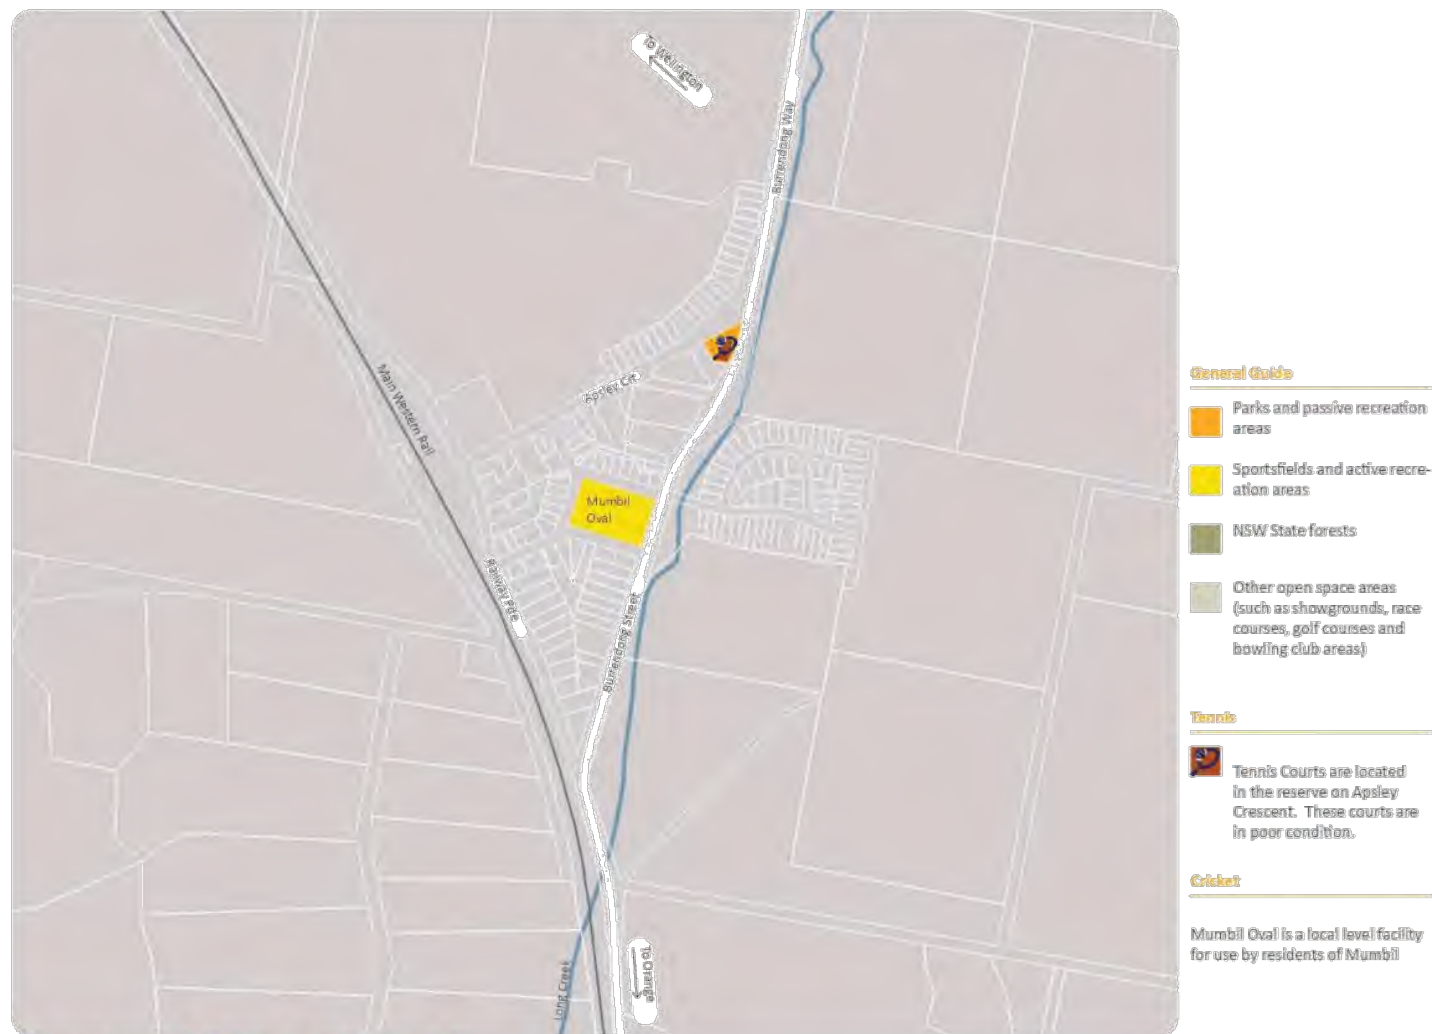 To Wellington
Burrendong Way
Apsley Crt
Main Western Rail
Mumbil
Oval
Railway Pde
Burrendong Street
Long Creek
To Orange
General Guide
Parks and passive recreation
areas
Sportsfields and active recre-
ation areas
NSW State forests
Other open space areas
(such as showgrounds, race
courses, golf courses and
bowling club areas)
Tennis
Tennis Courts are located
in the reserve on Apsley
Crescent. These courts are
in poor condition.
Cricket
Mumbil Oval is a local level facility
for use by residents of Mumbil